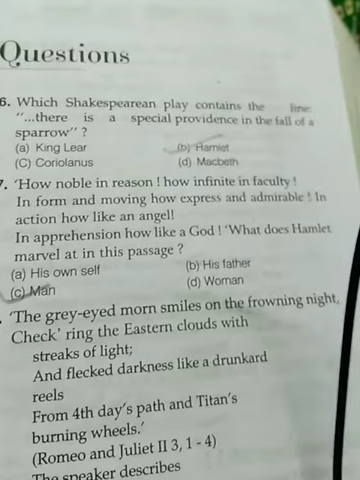 Questions
6. Which Shakespearean play contains the line:
"...there is a special providence in the fall of a
sparrow" ?
(a) King Lear (b) Hamlet
(C) Coriolanus (d) Macbeth
7. 'How noble in reason ! how infinite in faculty !
In form and moving how express and admirable ! In
action how like an angel!
In apprehension how like a God ! 'What does Hamlet
marvel at in this passage ?
(a) His own self (b) His father
(c) Man (d) Woman
. 'The grey-eyed morn smiles on the frowning night,
Check' ring the Eastern clouds with
streaks of light;
And flecked darkness like a drunkard
reels
From 4th day's path and Titan's
burning wheels.'
(Romeo and Juliet II 3, 1 - 4)
The speaker describes